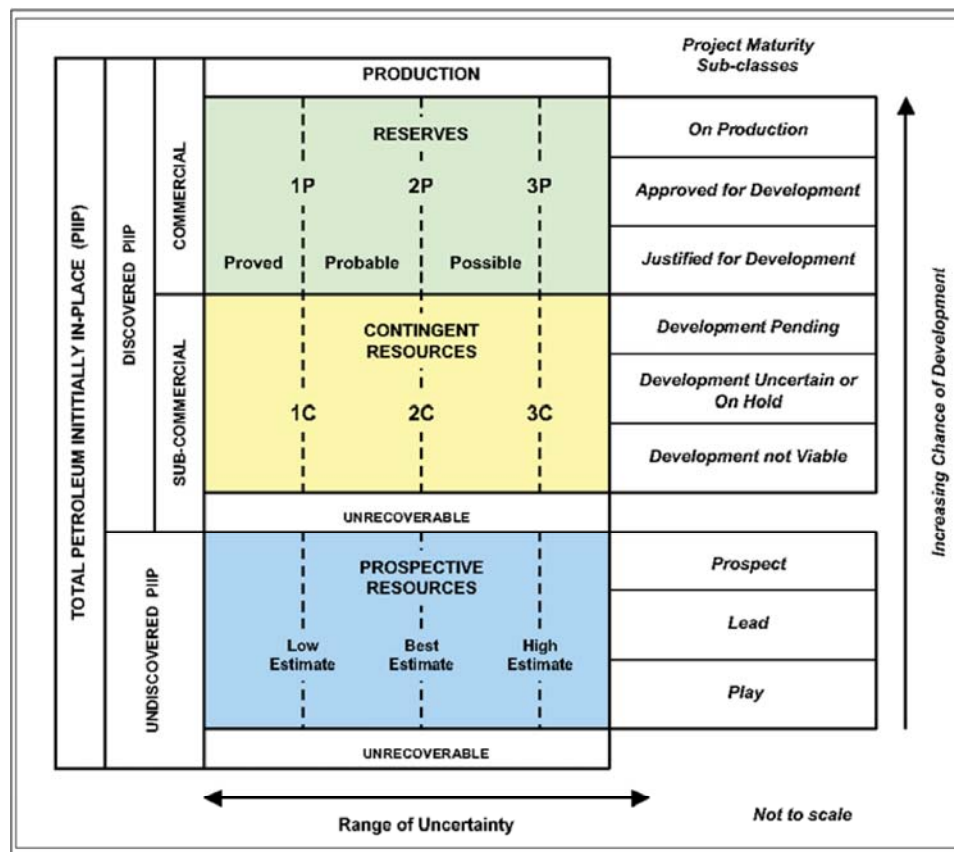 Project Maturity
Sub-classes
PRODUCTION
RESERVES
1P 2P 3P
Proved Probable Possible
On Production
Approved for Development
Justified for Development
CONTINGENT
RESOURCES
1C 2C 3C
Development Pending
Development Uncertain or
On Hold
Development not Viable
UNRECOVERABLE
PROSPECTIVE
RESOURCES
Low
Estimate
Best
Estimate
High
Estimate
Prospect
Lead
Play
UNRECOVERABLE
TOTAL PETROLEUM INITITIALLY IN-PLACE (PIIP)
DISCOVERED PIIP
UNDISCOVERED PIIP
COMMERCIAL
SUB-COMMERCIAL
Increasing Chance of Development
Range of Uncertainty
Not to scale